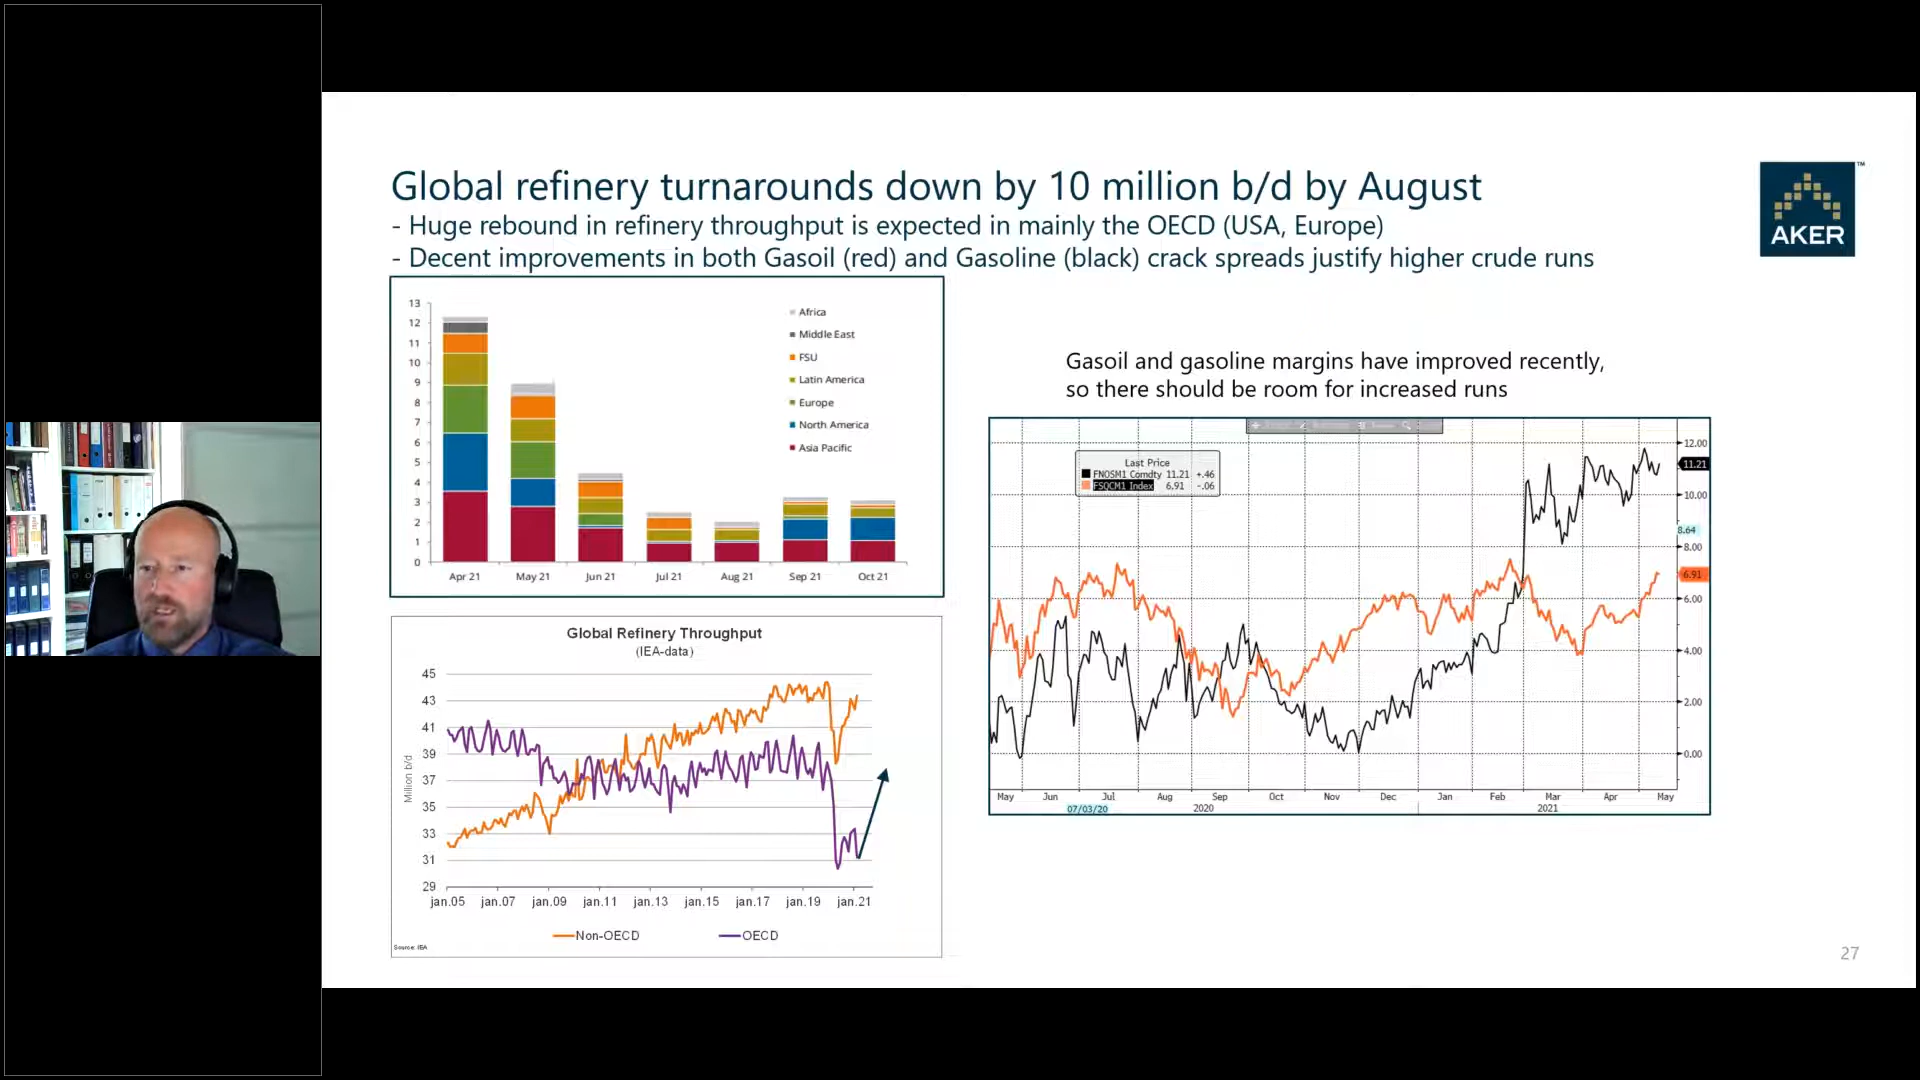 Global refinery turnarounds down by 10 million b/d by August
- Huge rebound in refinery throughput is expected in mainly the OECD (USA, Europe)
- Decent improvements in both Gasoil (red) and Gasoline (black) crack spreads justify higher crude runs
™
AKER
13
12
11
10
9
8
7
6
5
4
3
2
1
0
Africa
Middle East
FSU
Latin America
Europe
North America
Asia Pacific
Apr 21 May 21 Jun 21 Jul 21 Aug 21 Sep 21 Oct 21
Gasoil and gasoline margins have improved recently,
so there should be room for increased runs
Last Price
FNOSM1 Comdty 11.21 +.46
FSQCM1 Index 6.91 -.06
12.00
11.21
10.00
8.64
8.00
6.91
6.00
4.00
2.00
0.00
May Jun Jul Aug Sep Oct Nov Dec Jan Feb Mar Apr May
07/03/20 2020 2021
Global Refinery Throughput
(IEA-data)
Million b/d
45
43
41
39
37
35
33
31
29
jan.05 jan.07 jan.09 jan.11 jan.13 jan.15 jan.17 jan.19 jan.21
Non-OECD OECD
Source: IEA
27